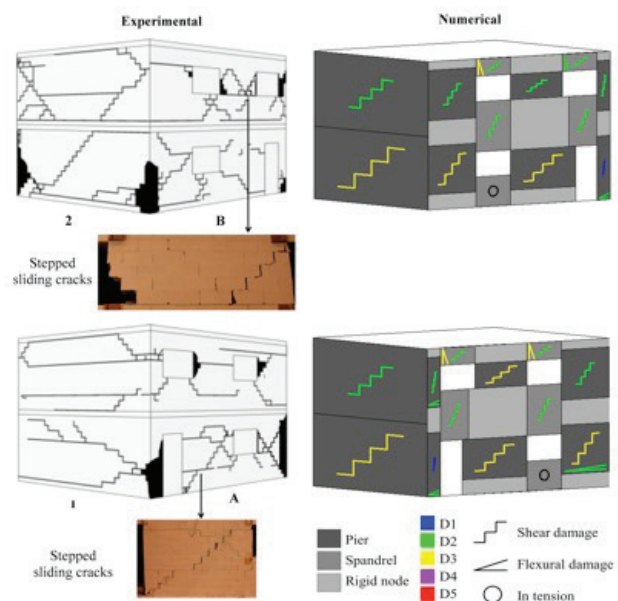 Experimental
Numerical
2
B
Stepped
sliding cracks
1
A
Stepped
sliding cracks
Pier
Spandrel
Rigid node
D1
D2
D3
D4
D5
Shear damage
Flexural damage
In tension